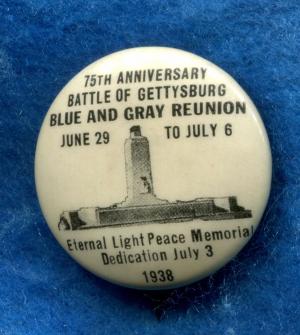 75TH ANNIVERSARY
BATTLE OF GETTYSBURG
BLUE AND GRAY REUNION
JUNE 29 TO JULY 6
Eternal Light Peace Memorial
Dedication July 3
1938